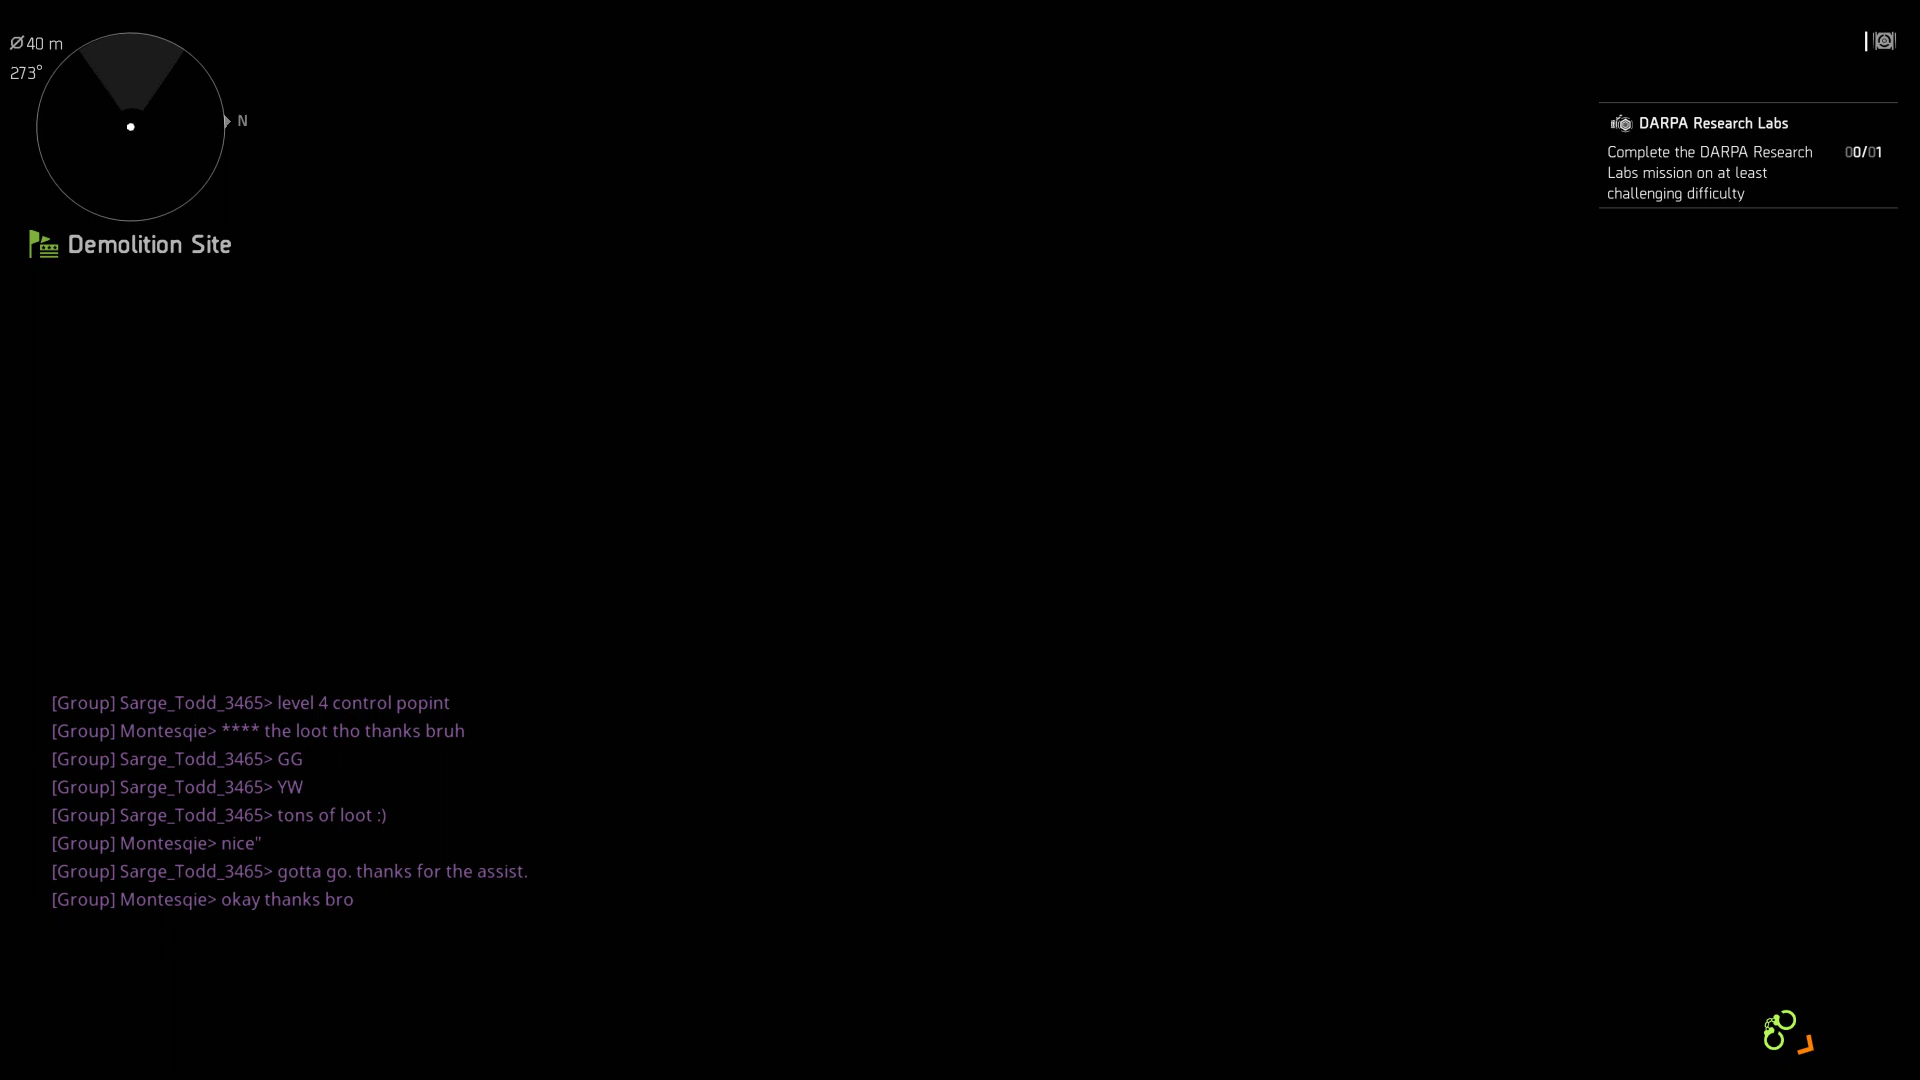 Ø 40 m
273°
N
Demolition Site
DARPA Research Labs
Complete the DARPA Research 00/01
Labs mission on at least
challenging difficulty
[Group] Sarge_Todd_3465> level 4 control popint
[Group] Montesqie> **** the loot tho thanks bruh
[Group] Sarge_Todd_3465> GG
[Group] Sarge_Todd_3465> YW
[Group] Sarge_Todd_3465> tons of loot :)
[Group] Montesqie> nice"
[Group] Sarge_Todd_3465> gotta go. thanks for the assist.
[Group] Montesqie> okay thanks bro